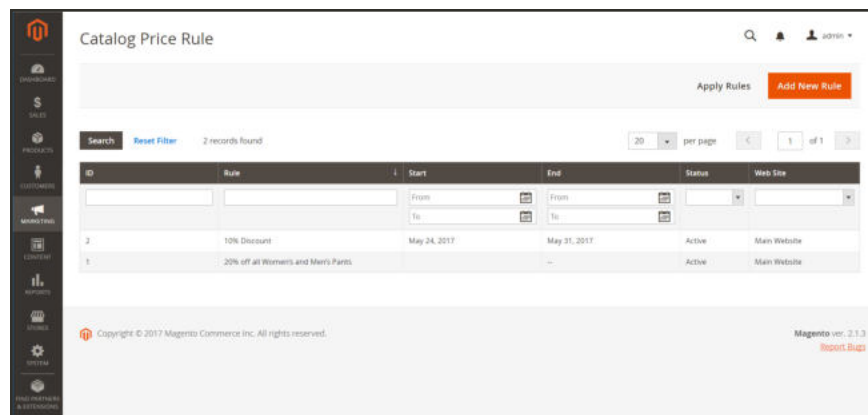 Catalog Price Rule
admin
DASHBOARD
SALES
PRODUCTS
CUSTOMERS
MARKETING
CONTENT
REPORTS
STORES
SYSTEM
FIND PARTNERS
& EXTENSIONS
Apply Rules Add New Rule
Search Reset Filter 2 records found 20 per page 1 of 1
ID Rule ↓ Start End Status Web Site
From From
To To
2 10% Discount May 24, 2017 May 31, 2017 Active Main Website
1 20% off all Women's and Men's Pants -- Active Main Website
Copyright © 2017 Magento Commerce Inc. All rights reserved. Magento ver. 2.1.3
Report Bugs